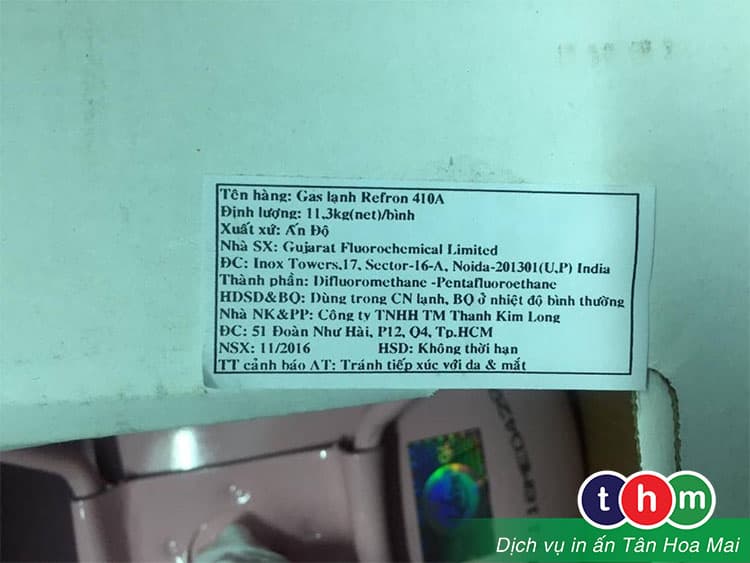 Tên hàng: Gas lạnh Refron 410A
Định lượng: 11,3kg(net)/bình
Xuất xứ: Ấn Độ
Nhà SX: Gujarat Fluorochemical Limited
ĐC: Inox Towers,17, Sector-16-A, Noida-201301(U.P) India
Thành phần: Difluoromethane -Pentafluoroethane
HDSD&BQ: Dùng trong CN lạnh, BQ ở nhiệt độ bình thường
Nhà NK&PP: Công ty TNHH TM Thanh Kim Long
ĐC: 51 Đoàn Như Hài, P12, Q4, Tp.HCM
NSX: 11/2016 HSD: Không thời hạn
TT cảnh báo AT: Tránh tiếp xúc với da & mắt
thm
Dịch vụ in ấn Tân Hoa Mai